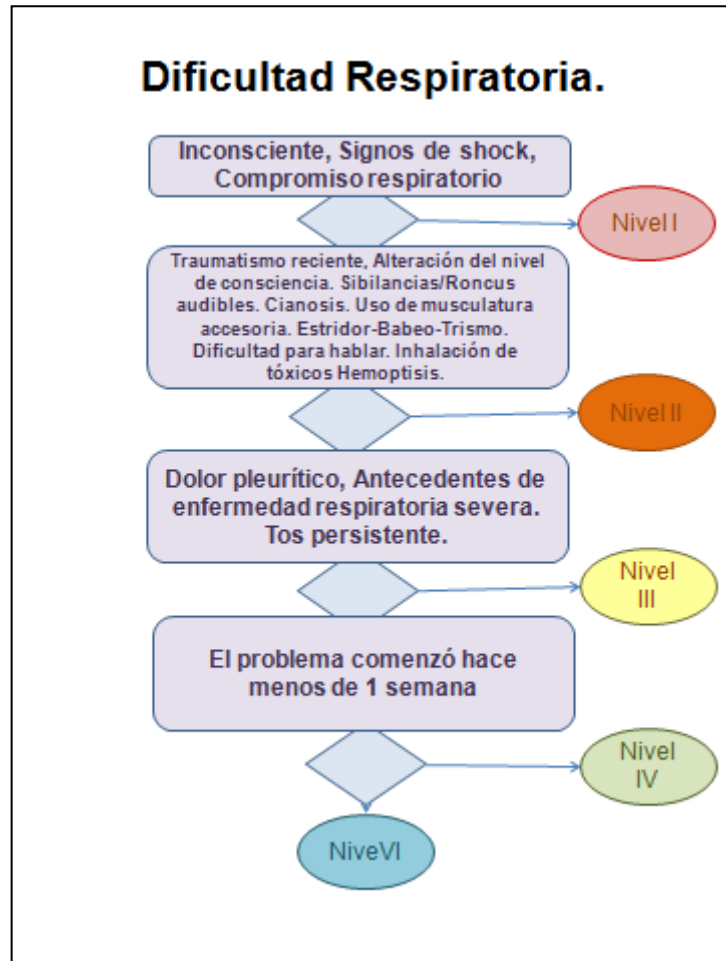 Dificultad Respiratoria.
Inconsciente, Signos de shock,
Compromiso respiratorio
Nivel I
Traumatismo reciente, Alteración del nivel
de consciencia. Sibilancias/Roncus
audibles. Cianosis. Uso de musculatura
accesoria. Estridor-Babeo-Trismo.
Dificultad para hablar. Inhalación de
tóxicos Hemoptisis.
Nivel II
Dolor pleurítico, Antecedentes de
enfermedad respiratoria severa.
Tos persistente.
Nivel
III
El problema comenzó hace
menos de 1 semana
Nivel
IV
NiveVI